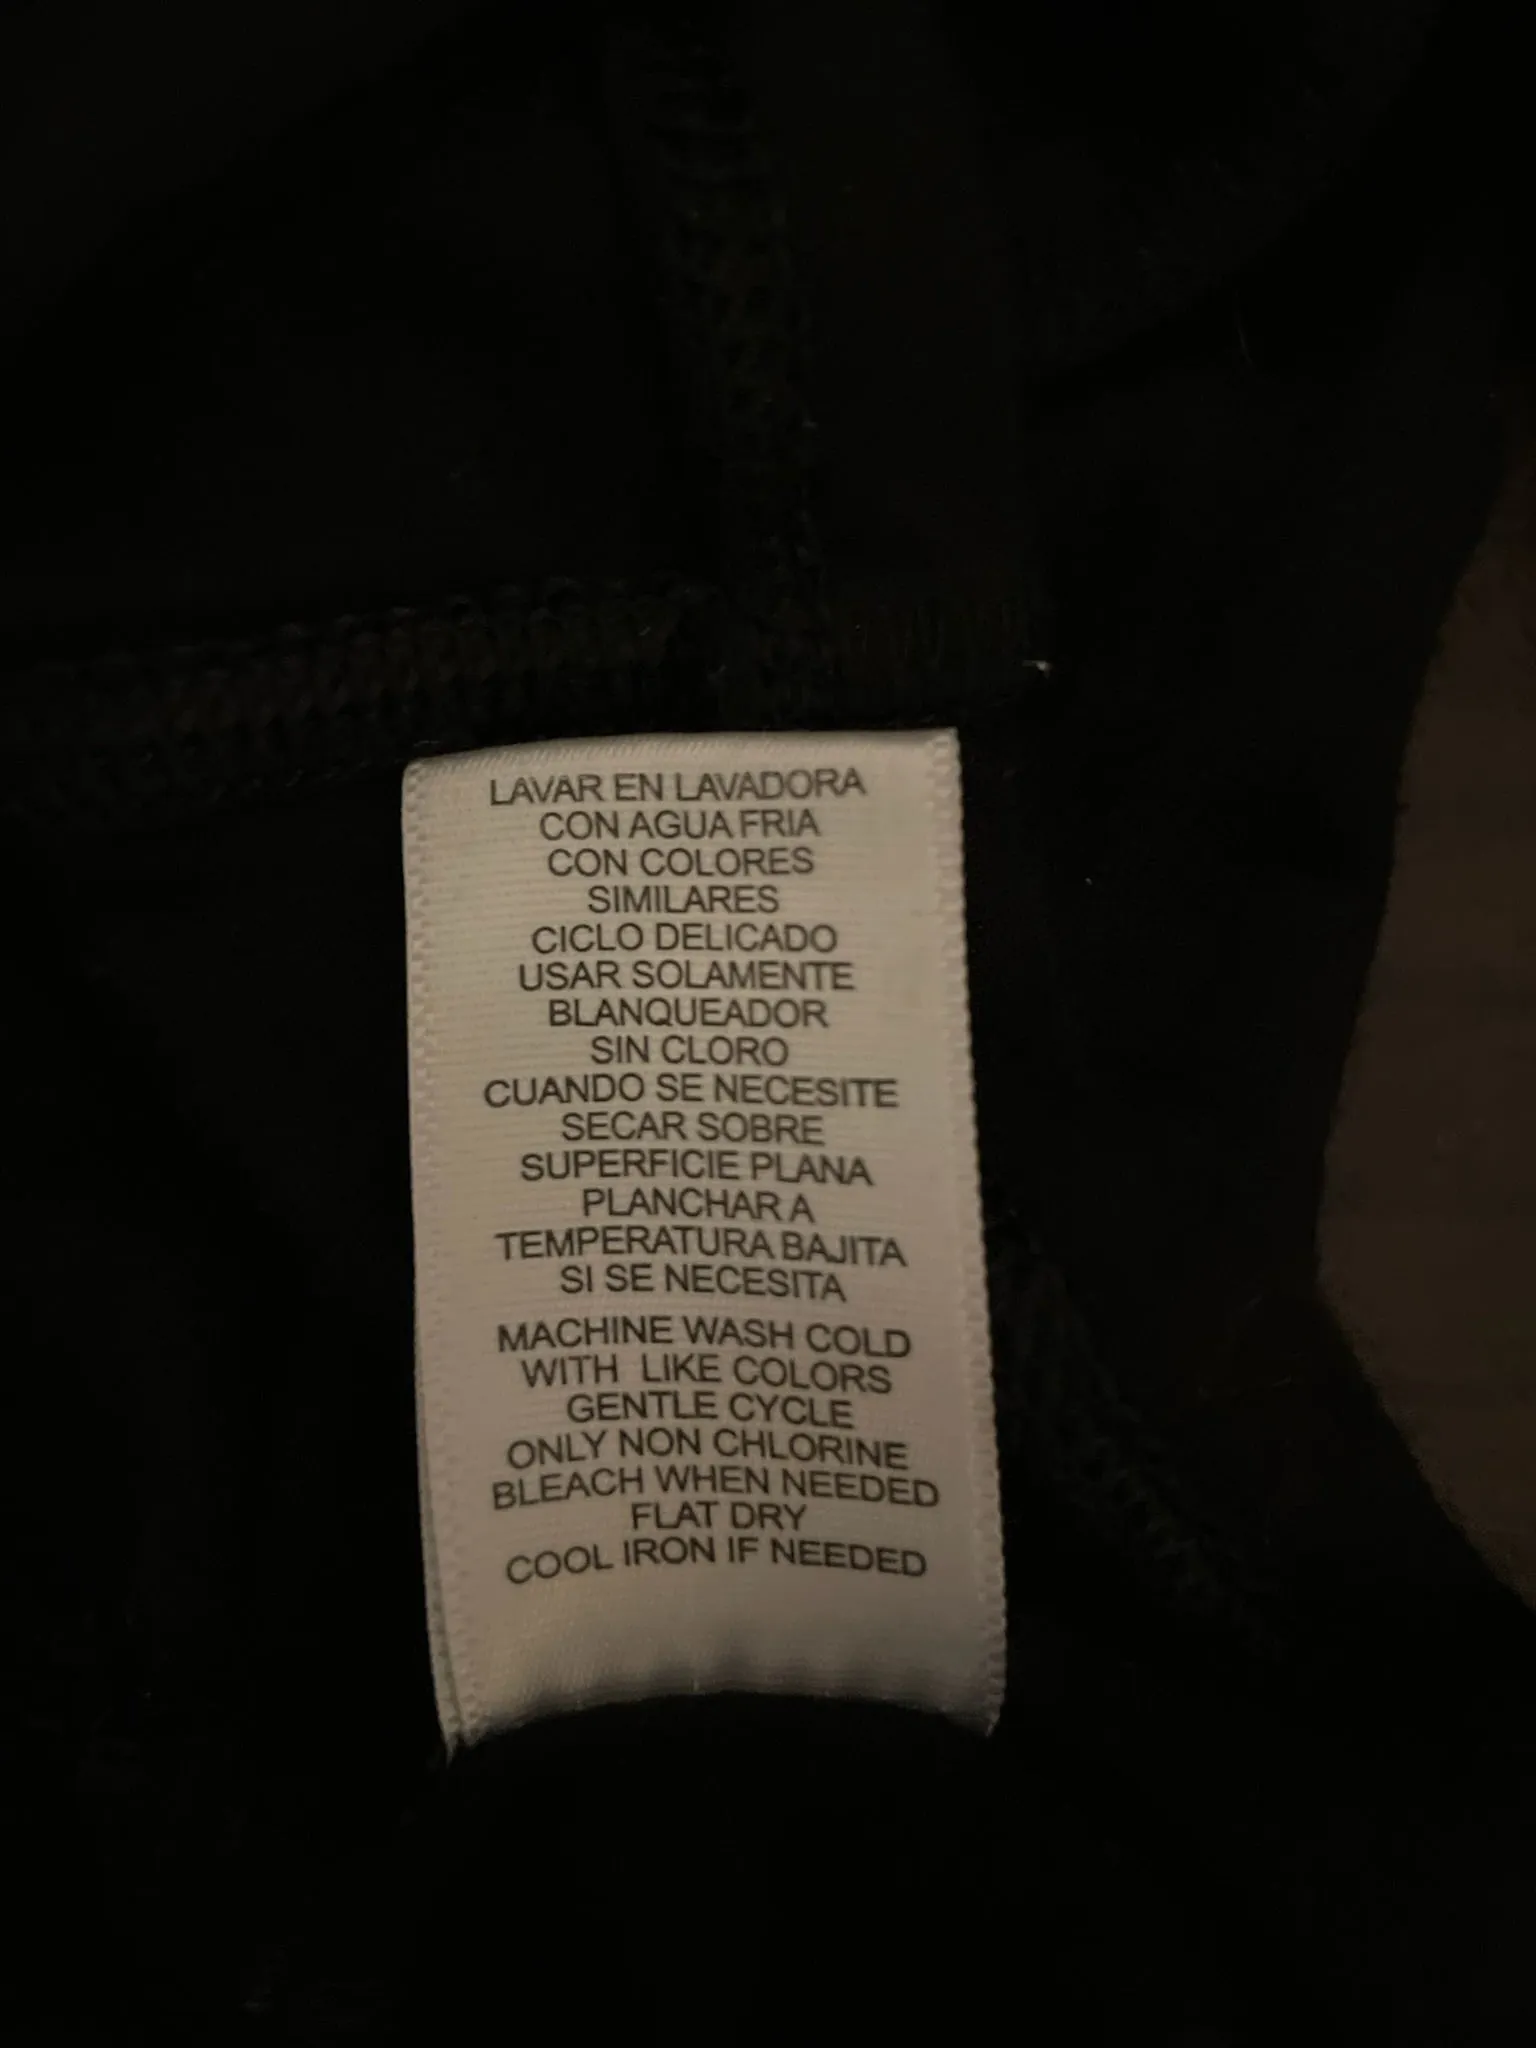 LAVAR EN LAVADORA
CON AGUA FRIA
CON COLORES
SIMILARES
CICLO DELICADO
USAR SOLAMENTE
BLANQUEADOR
SIN CLORO
CUANDO SE NECESITE
SECAR SOBRE
SUPERFICIE PLANA
PLANCHAR A
TEMPERATURA BAJITA
SI SE NECESITA
MACHINE WASH COLD
WITH LIKE COLORS
GENTLE CYCLE
ONLY NON CHLORINE
BLEACH WHEN NEEDED
FLAT DRY
COOL IRON IF NEEDED